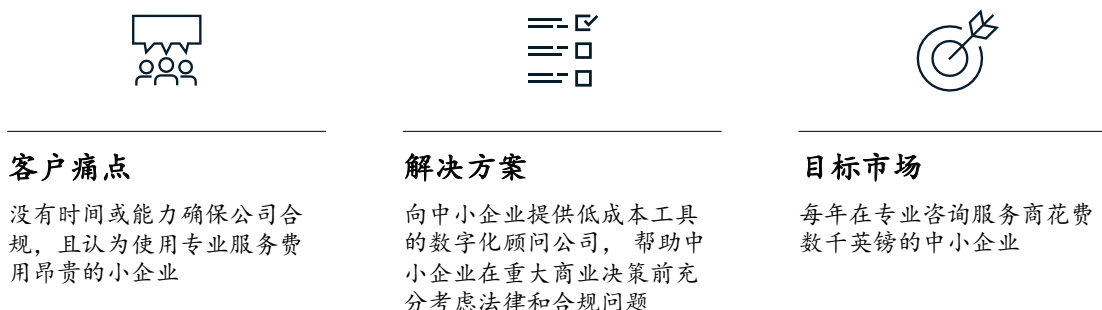 客户痛点
没有时间或能力确保公司合
规，且认为使用专业服务费
用昂贵的小企业
解决方案
向中小企业提供低成本工具
的数字化顾问公司， 帮助中
小企业在重大商业决策前充
分考虑法律和合规问题
目标市场
每年在专业咨询服务商花费
数千英镑的中小企业